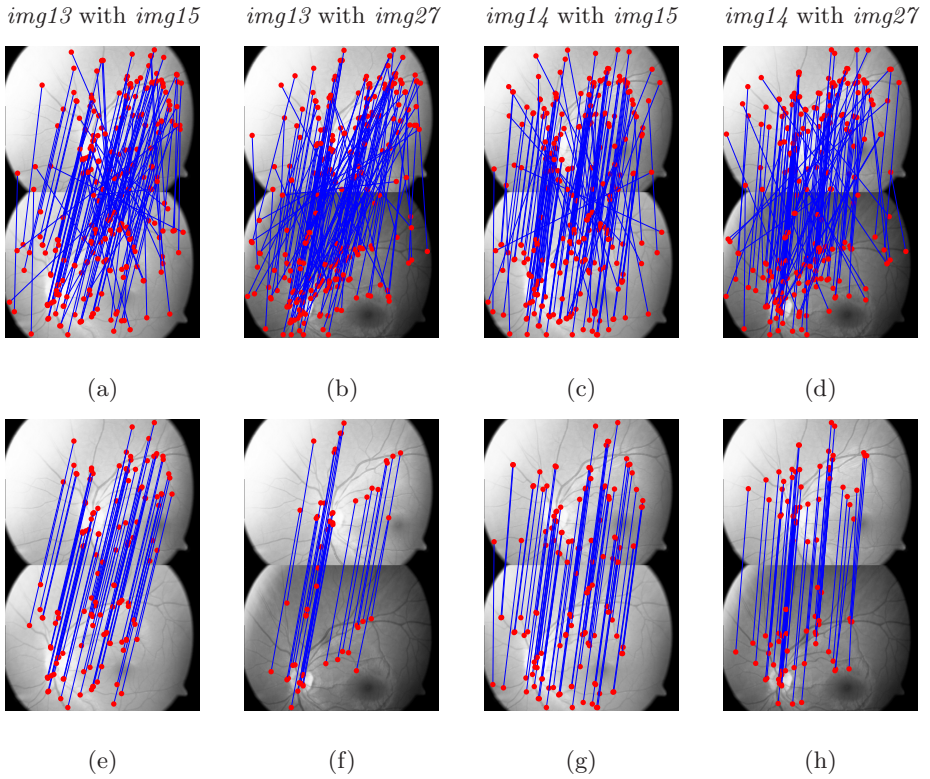 img13 with img15 img13 with img27 img14 with img15 img14 with img27
(a) (b) (c) (d)
(e) (f) (g) (h)